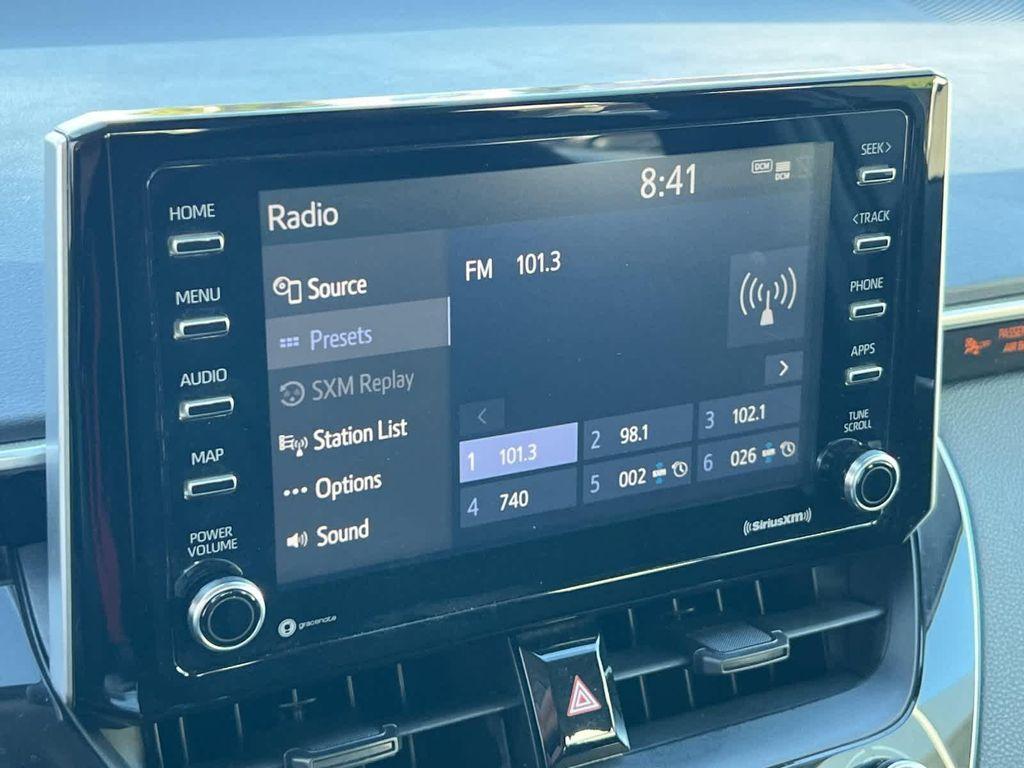 HOME
MENU
AUDIO
MAP
POWER
VOLUME
gracenote
Radio
8:41
DCM
DCM
Source
Presets
SXM Replay
Station List
Options
Sound
FM 101.3
1 101.3
2 98.1
3 102.1
4 740
5 002
6 026
SiriusXM
SEEK>
<TRACK
PHONE
APPS
TUNE
SCROLL
AIR